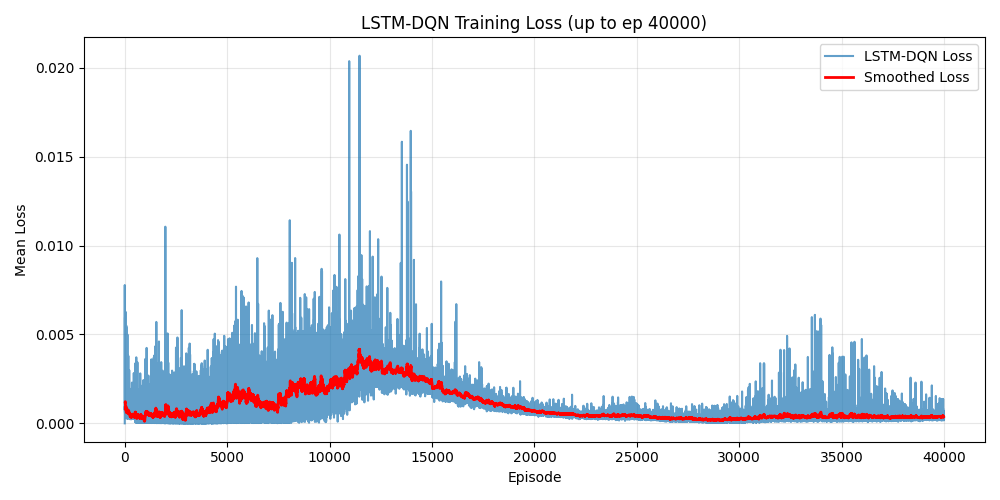 LSTM-DQN Training Loss (up to ep 40000)
LSTM-DQN Loss
Smoothed Loss
Mean Loss
0.020
0.015
0.010
0.005
0.000
0 5000 10000 15000 20000 25000 30000 35000 40000
Episode